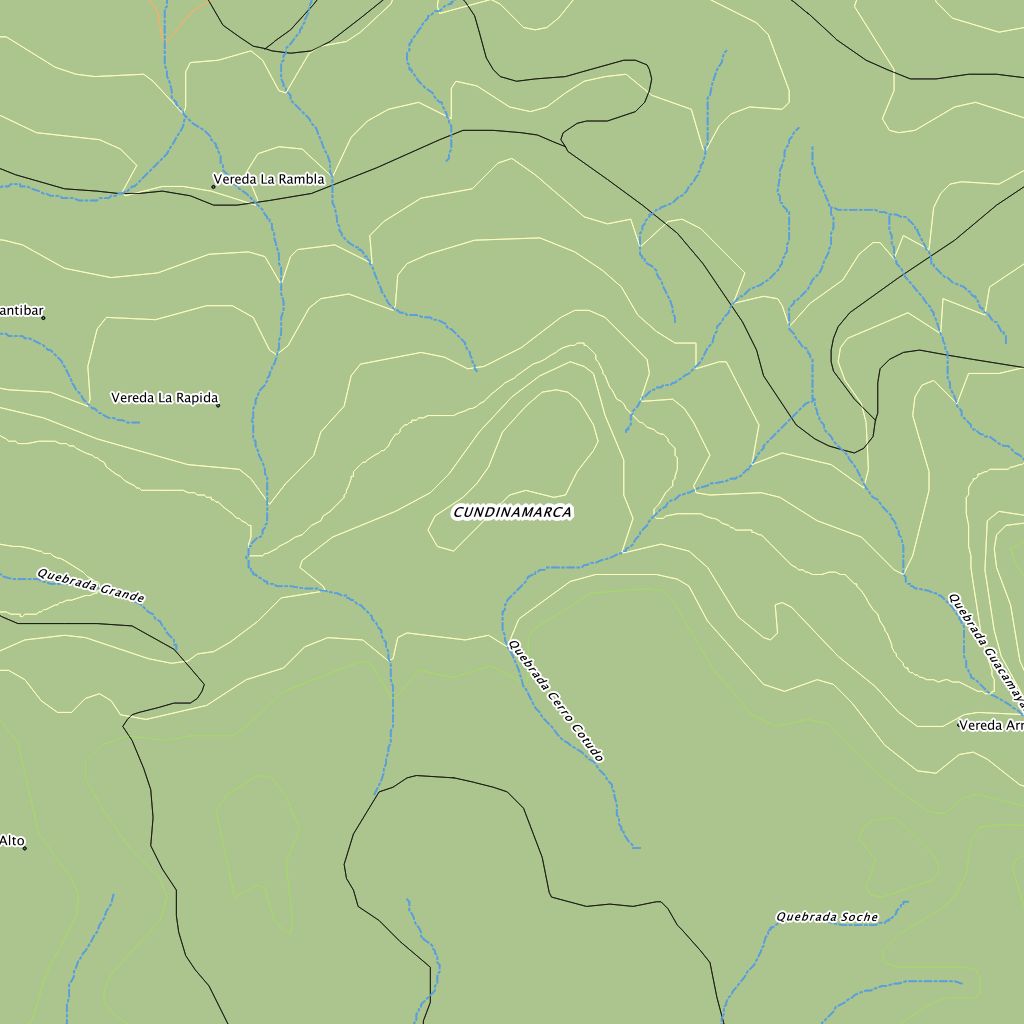 Vereda La Rambla
antibar
Vereda La Rapida
CUNDINAMARCA
Quebrada Grande
Quebrada Guacamaya
Quebrada Cerro Cotudo
Vereda Arr
Alto
Quebrada Soche